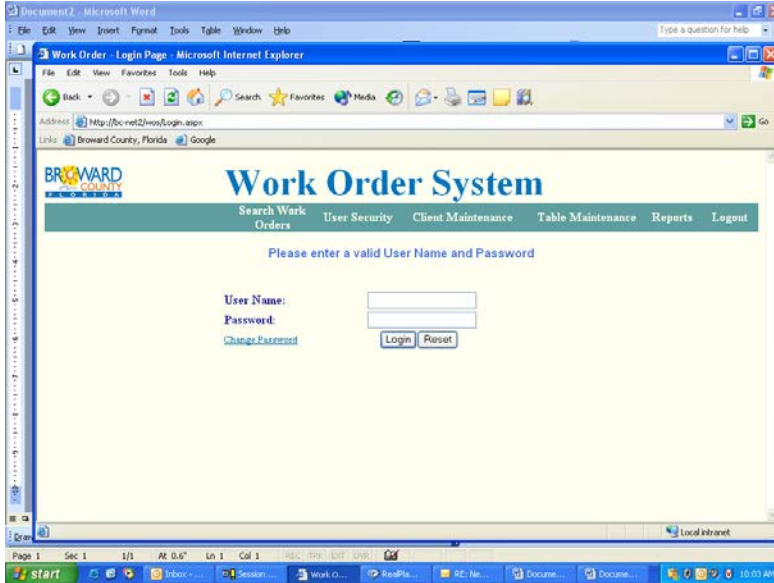 Document2 - Microsoft Word
File Edit View Insert Format Tools Table Window Help
Type a question for help
Work Order - Login Page - Microsoft Internet Explorer
File Edit View Favorites Tools Help
Back Search Favorites Media
Address http://bc-net2/wos/Login.aspx Go
Links Broward County, Florida Google
BROWARD
COUNTY
FLORIDA
Work Order System
Search Work Orders User Security Client Maintenance Table Maintenance Reports Logout
Please enter a valid User Name and Password
User Name:
Password:
Change Password Login Reset
Local intranet
Page 1 Sec 1 1/1 At 0.6" Ln 1 Col 1 REC TRK EXT OVR
start Inbox - ... Session ... Work O... RealPla... RE: Ne... Docume... Docume... 10:03 AM